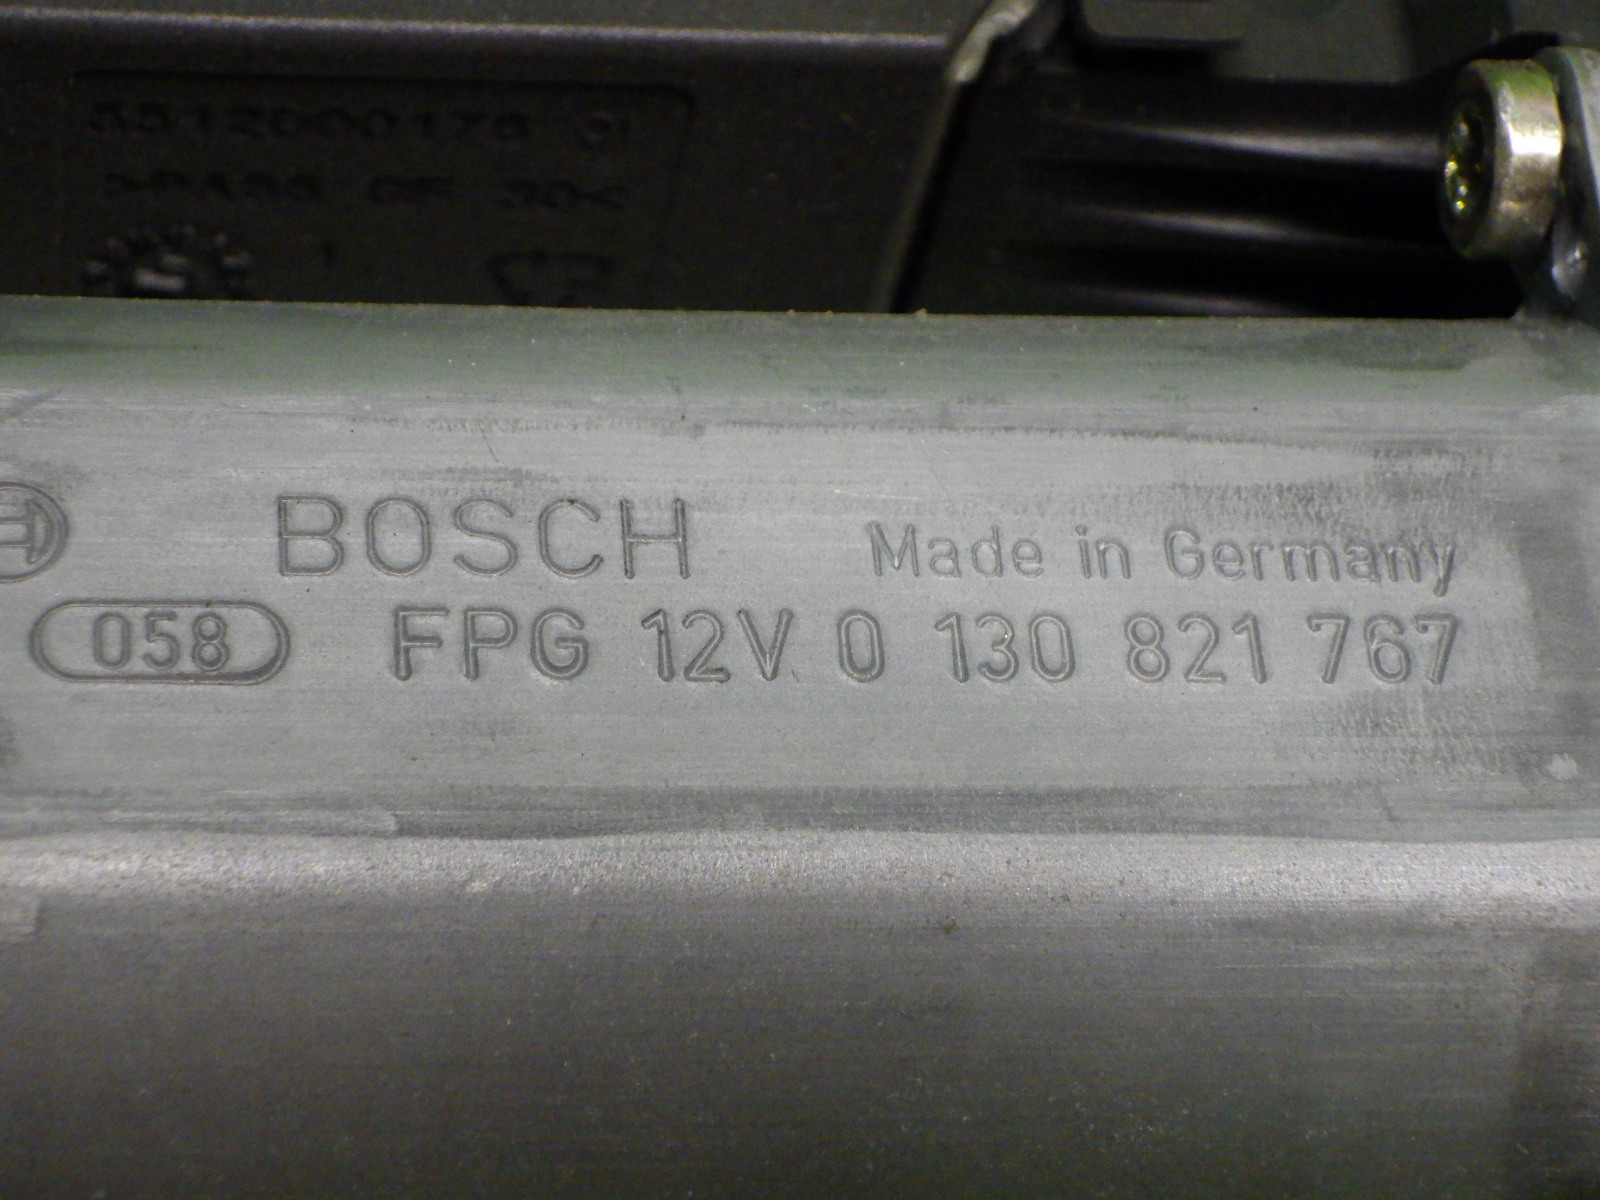 BOSCH Made in Germany
058 FPG 12V 0 130 821 767